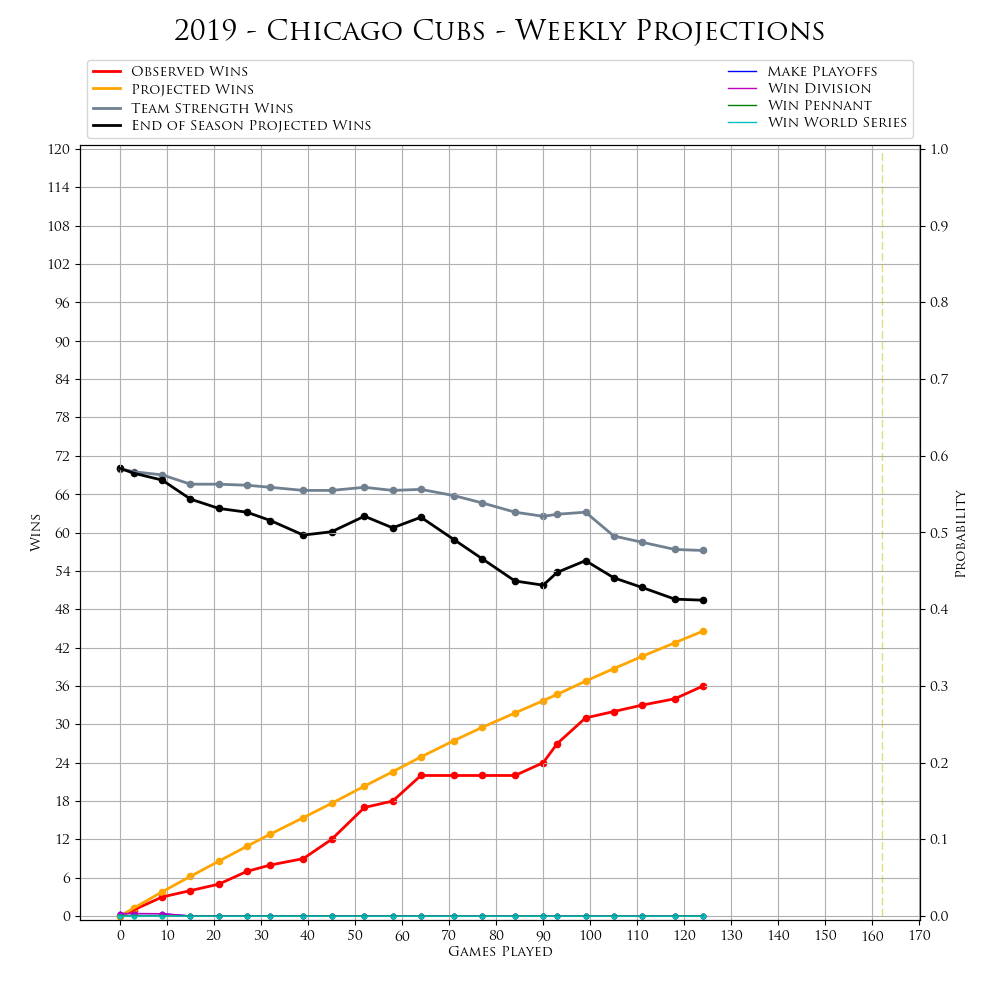 2019 - Chicago Cubs - Weekly Projections
Observed Wins
Projected Wins
Team Strength Wins
End of Season Projected Wins
Make Playoffs
Win Division
Win Pennant
Win World Series
120
114
108
102
96
90
84
78
72
66
60
54
48
42
36
30
24
18
12
6
0
Wins
1.0
0.9
0.8
0.7
0.6
0.5
0.4
0.3
0.2
0.1
0.0
Probability
0 10 20 30 40 50 60 70 80 90 100 110 120 130 140 150 160 170
Games Played